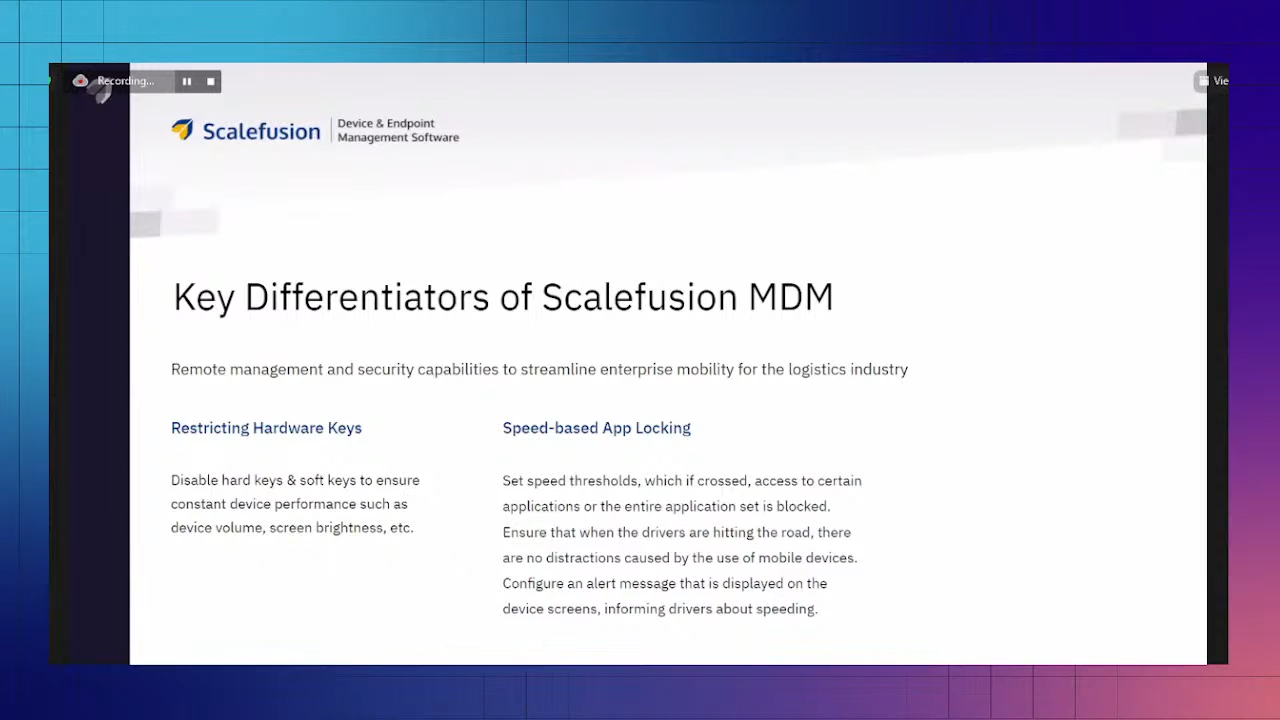 Recording...
Vie
Scalefusion
Device & Endpoint
Management Software
Key Differentiators of Scalefusion MDM
Remote management and security capabilities to streamline enterprise mobility for the logistics industry
Restricting Hardware Keys
Disable hard keys & soft keys to ensure
constant device performance such as
device volume, screen brightness, etc.
Speed-based App Locking
Set speed thresholds, which if crossed, access to certain
applications or the entire application set is blocked.
Ensure that when the drivers are hitting the road, there
are no distractions caused by the use of mobile devices.
Configure an alert message that is displayed on the
device screens, informing drivers about speeding.